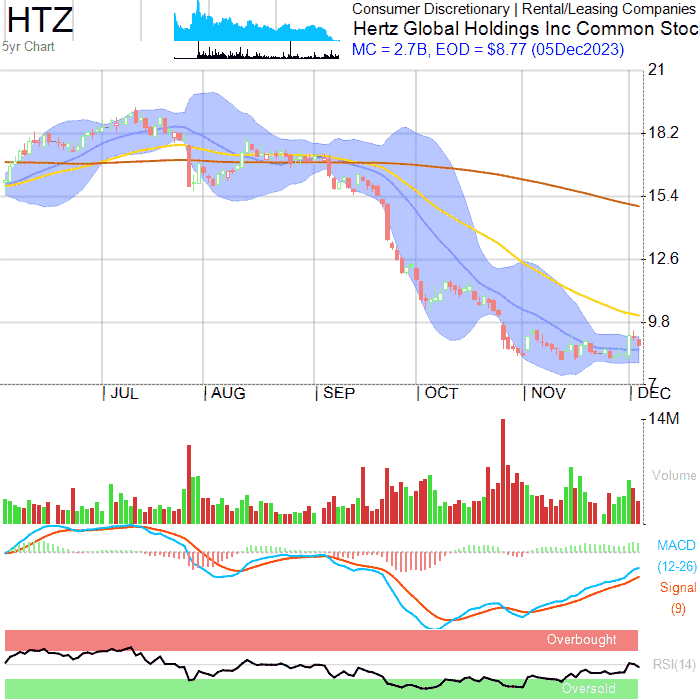 HTZ
5yr Chart
Consumer Discretionary | Rental/Leasing Companies
Hertz Global Holdings Inc Common Stoc
MC = 2.7B, EOD = $8.77 (05Dec2023)
21
18.2
15.4
12.6
9.8
7
JUL AUG SEP OCT NOV DEC
14M
Volume
MACD
(12-26)
Signal
(9)
Overbought
RSI(14)
Oversold